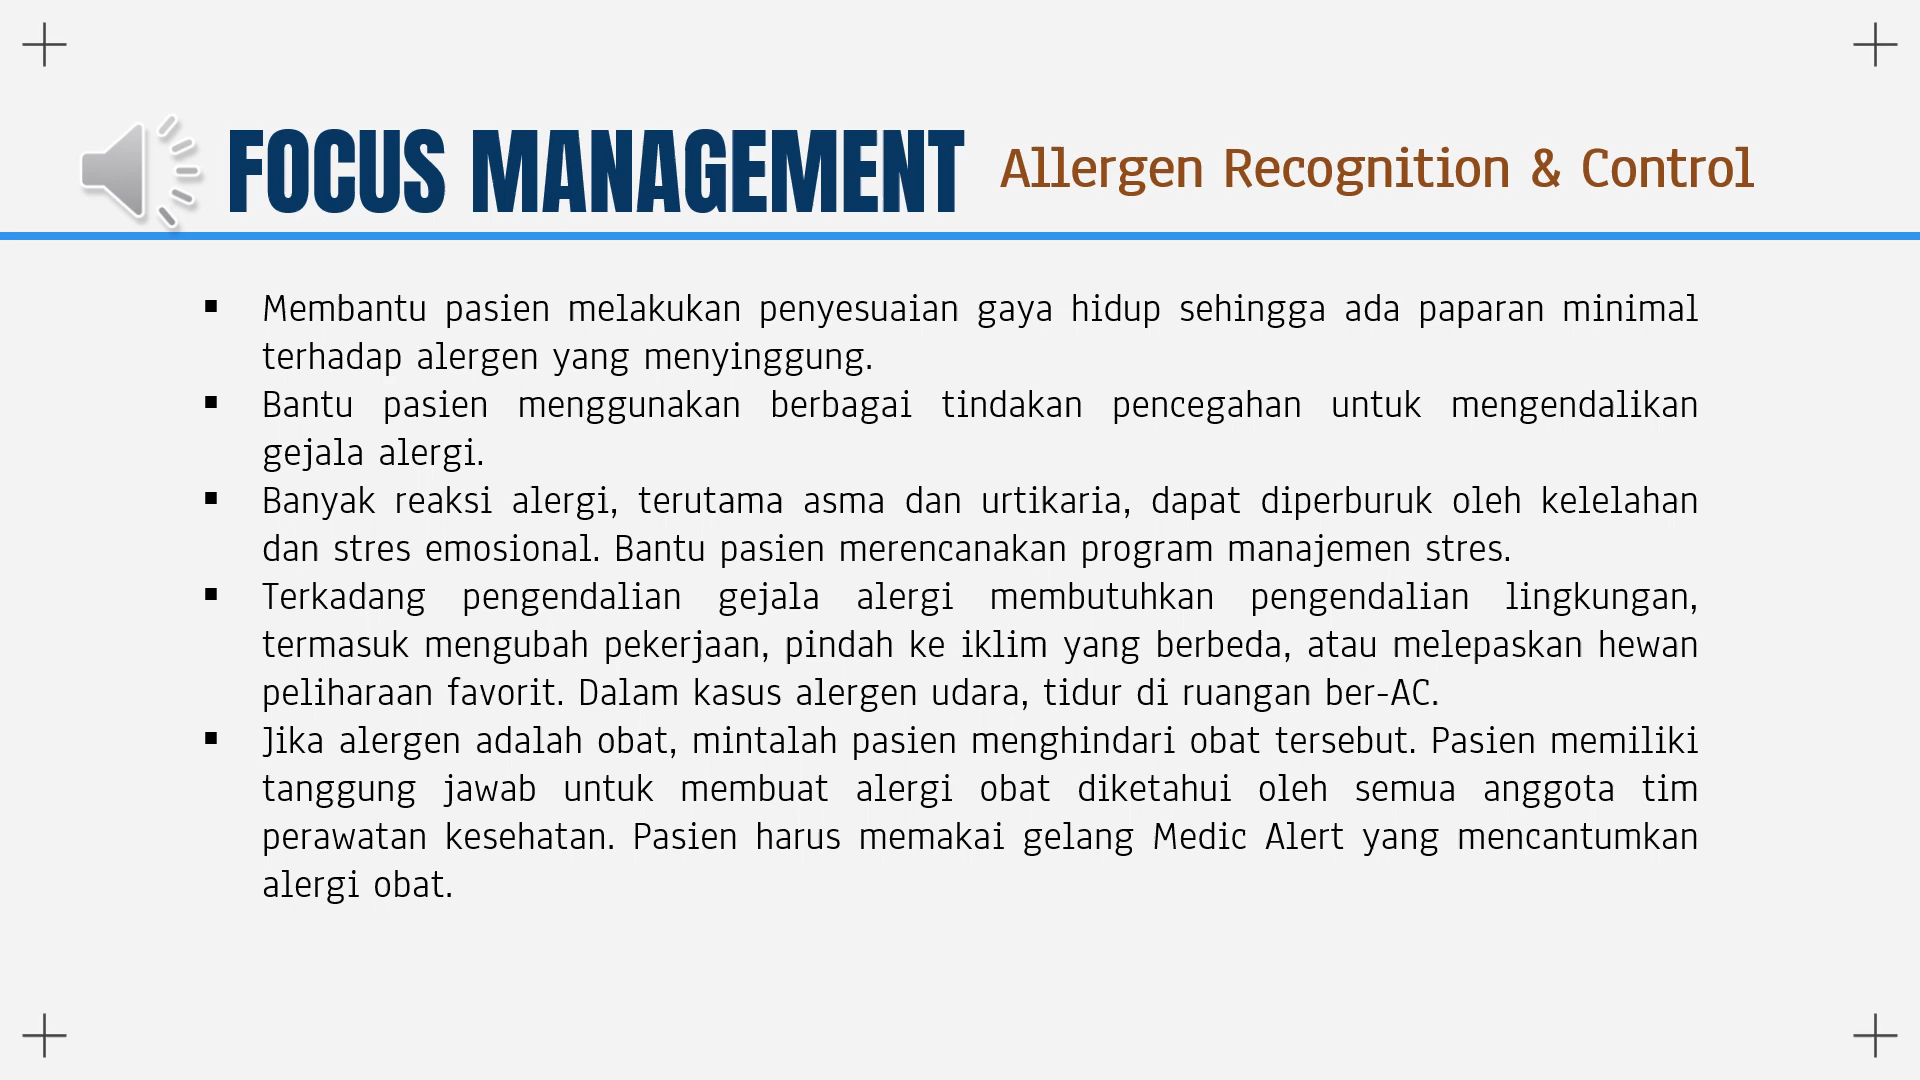 FOCUS MANAGEMENT Allergen Recognition & Control
▪ Membantu pasien melakukan penyesuaian gaya hidup sehingga ada paparan minimal
terhadap alergen yang menyinggung.
▪ Bantu pasien menggunakan berbagai tindakan pencegahan untuk mengendalikan
gejala alergi.
▪ Banyak reaksi alergi, terutama asma dan urtikaria, dapat diperburuk oleh kelelahan
dan stres emosional. Bantu pasien merencanakan program manajemen stres.
▪ Terkadang pengendalian gejala alergi membutuhkan pengendalian lingkungan,
termasuk mengubah pekerjaan, pindah ke iklim yang berbeda, atau melepaskan hewan
peliharaan favorit. Dalam kasus alergen udara, tidur di ruangan ber-AC.
▪ Jika alergen adalah obat, mintalah pasien menghindari obat tersebut. Pasien memiliki
tanggung jawab untuk membuat alergi obat diketahui oleh semua anggota tim
perawatan kesehatan. Pasien harus memakai gelang Medic Alert yang mencantumkan
alergi obat.